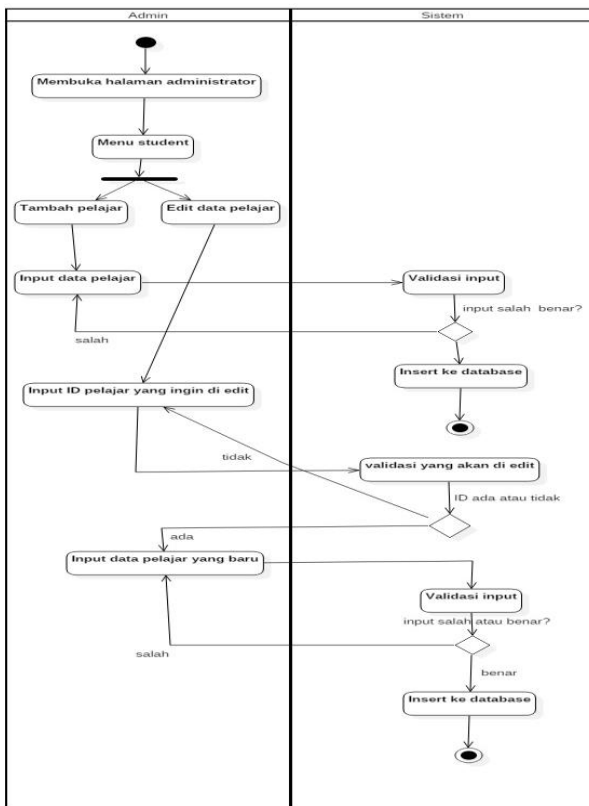 Admin
Sistem
Membuka halaman administrator
Menu student
Tambah pelajar
Edit data pelajar
Input data pelajar
Validasi input
input salah benar?
salah
Insert ke database
Input ID pelajar yang ingin di edit
tidak
validasi yang akan di edit
ID ada atau tidak
ada
Input data pelajar yang baru
Validasi input
input salah atau benar?
salah
benar
Insert ke database